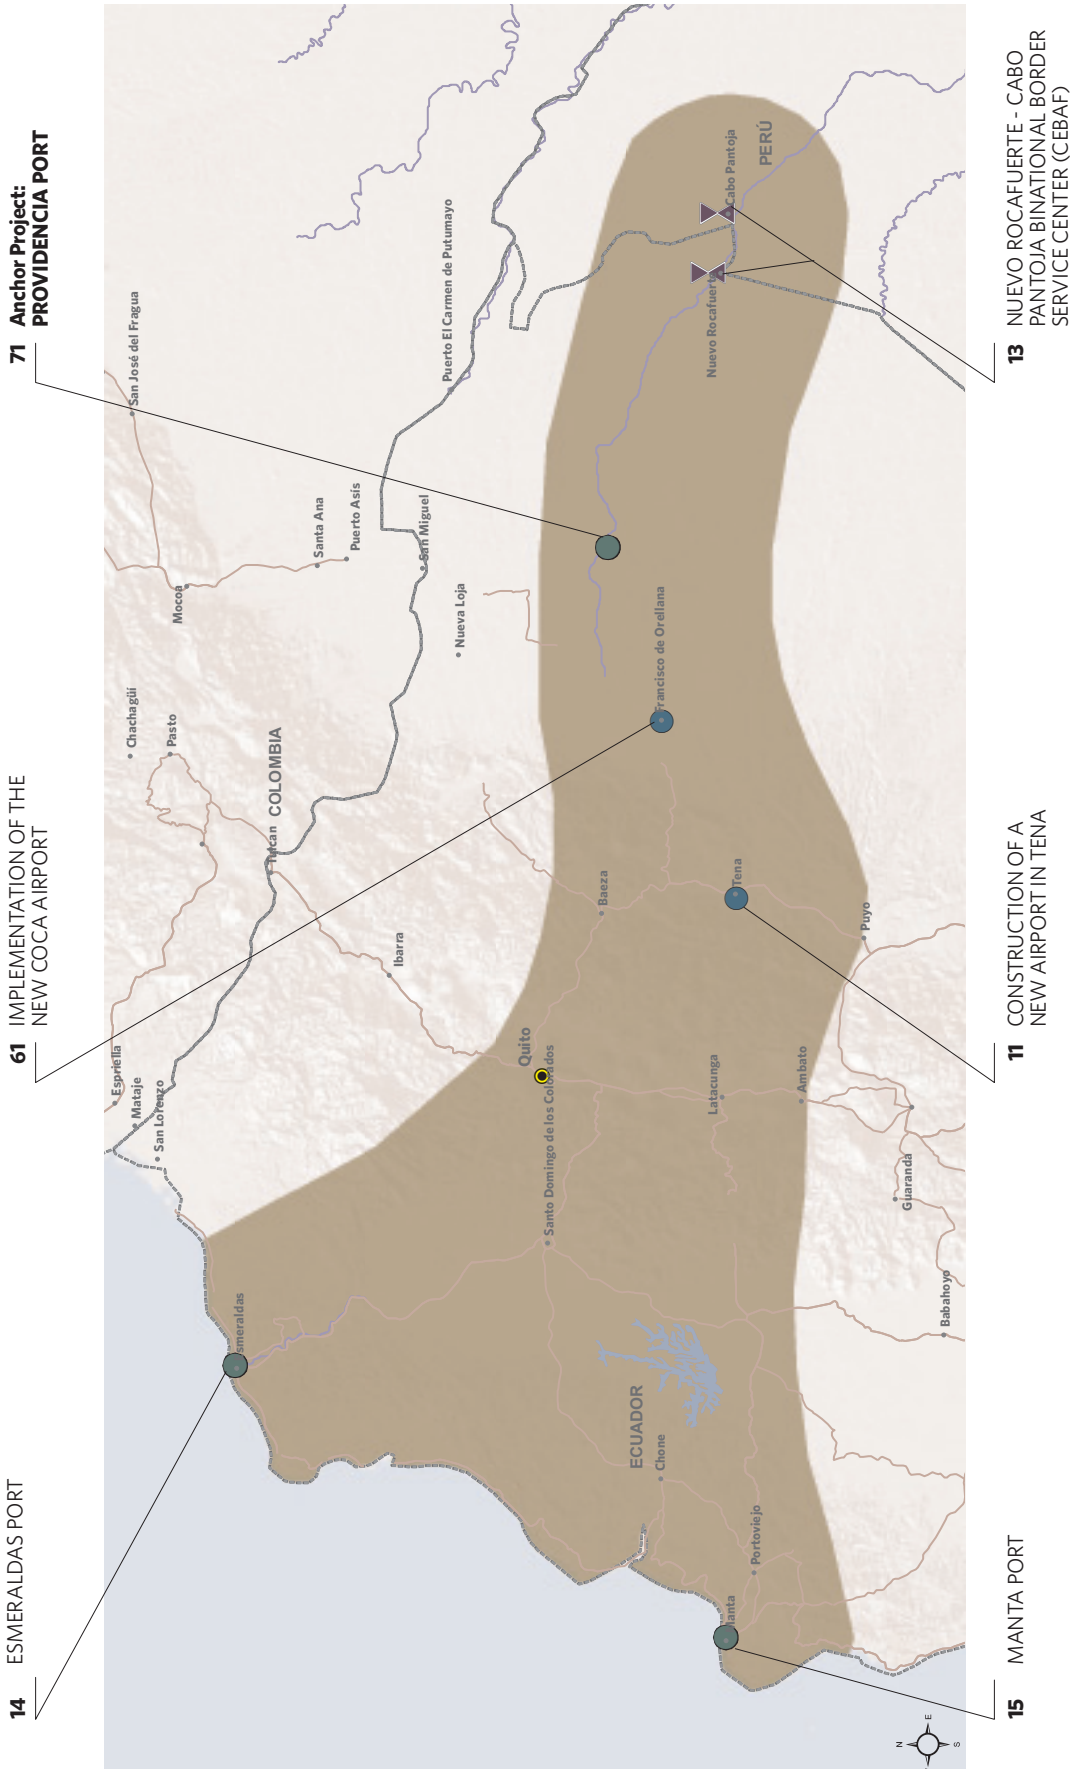 14 ESMERALDAS PORT
61 IMPLEMENTATION OF THE
NEW COCA AIRPORT
71 Anchor Project:
PROVIDENCIA PORT
Espriella
Mataje
San Lorenzo
Chachagüí
Pasto
Mocoa
San José del Fragua
Santa Ana
Puerto Asís
COLOMBIA
Tulcan
Ibarra
San Miguel
Nueva Loja
Puerto El Carmen de Putumayo
Esmeraldas
Quito
Santo Domingo de los Colorados
Baeza
Francisco de Orellana
Nuevo Rocafuerte
Cabo Pantoja
PERÚ
ECUADOR
Chone
Latacunga
Tena
Manta
Portoviejo
Ambato
Puyo
Guaranda
Babahoyo
N
E
S
15 MANTA PORT
11 CONSTRUCTION OF A
NEW AIRPORT IN TENA
13 NUEVO ROCAFUERTE - CABO
PANTOJA BINATIONAL BORDER
SERVICE CENTER (CEBAF)